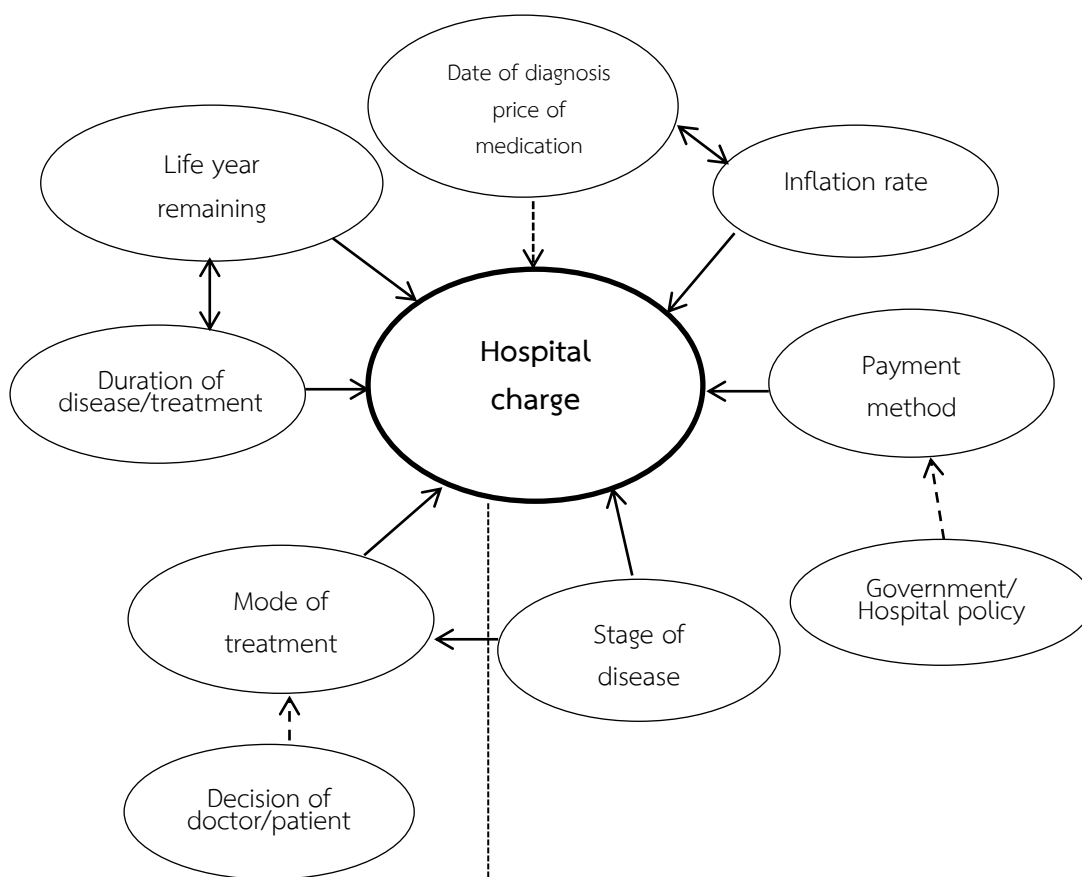 Date of diagnosis
price of
medication
Life year
remaining
Inflation rate
Hospital
charge
Duration of
disease/treatment
Payment
method
Mode of
treatment
Stage of
disease
Government/
Hospital policy
Decision of
doctor/patient